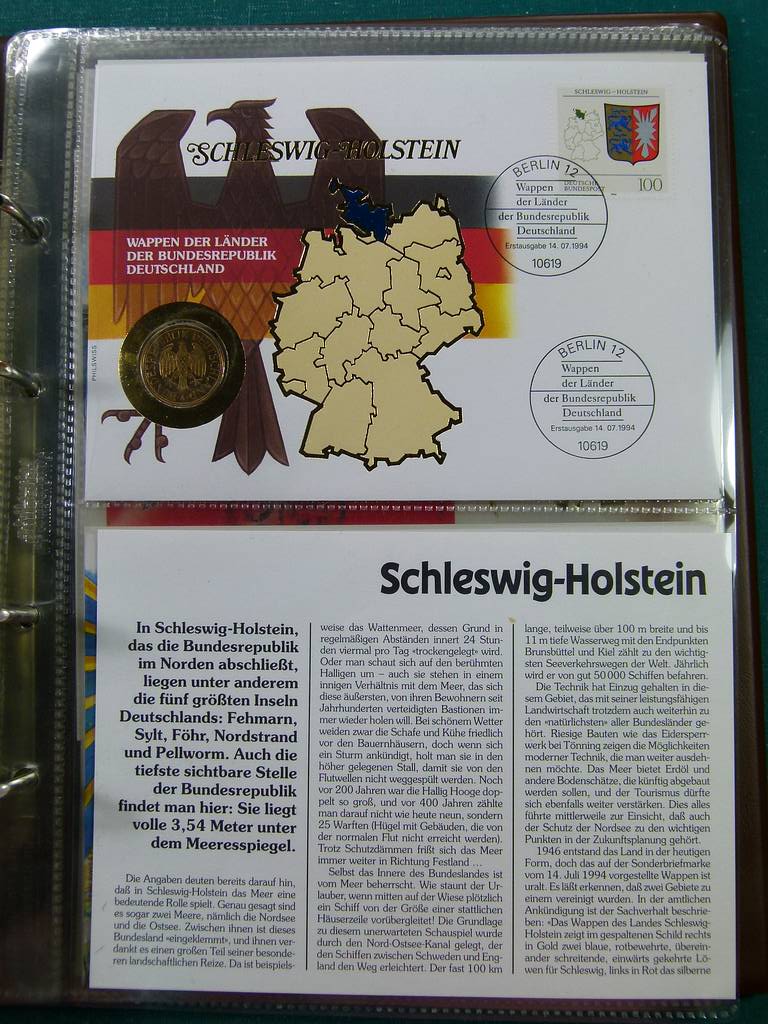 SCHLESWIG-HOLSTEIN
SCHLESWIG-HOLSTEIN
DEUTSCHE
BUNDESPOST
100
WAPPEN DER LÄNDER
DER BUNDESREPUBLIK
DEUTSCHLAND
PHILSWISS
BERLIN 12
Wappen
der Länder
der Bundesrepublik
Deutschland
Erstausgabe 14. 07.1994
10619
BERLIN 12
Wappen
der Länder
der Bundesrepublik
Deutschland
Erstausgabe 14. 07.1994
10619
Schleswig-Holstein
In Schleswig-Holstein,
das die Bundesrepublik
im Norden abschließt,
liegen unter anderem
die fünf größten Inseln
Deutschlands: Fehmarn,
Sylt, Föhr, Nordstrand
und Pellworm. Auch die
tiefste sichtbare Stelle
der Bundesrepublik
findet man hier: Sie liegt
volle 3,54 Meter unter
dem Meeresspiegel.
Die Angaben deuten bereits darauf hin,
daß in Schleswig-Holstein das Meer eine
bedeutende Rolle spielt. Genau gesagt sind
es sogar zwei Meere, nämlich die Nordsee
und die Ostsee. Zwischen ihnen ist dieses
Bundesland «eingeklemmt», und ihnen ver-
dankt es einen großen Teil seiner besonde-
ren landschaftlichen Reize. Da ist beispiels-
weise das Wattenmeer, dessen Grund in
regelmäßigen Abständen innert 24 Stun-
den viermal pro Tag «trockengelegt» wird.
Oder man schaut sich auf den berühmten
Halligen um – auch sie stehen in einem
innigen Verhältnis mit dem Meer, das sich
diese äußersten, von ihren Bewohnern seit
Jahrhunderten verteidigten Bastionen im-
mer wieder holen will. Bei schönem Wetter
weiden zwar die Schafe und Kühe friedlich
vor den Bauernhäusern, doch wenn sich
ein Sturm ankündigt, holt man sie in den
höher gelegenen Stall, damit sie von den
Flutwellen nicht weggespült werden. Noch
vor 200 Jahren war die Hallig Hooge dop-
pelt so groß, und vor 400 Jahren zählte
man darauf nicht wie heute neun, sondern
25 Warften (Hügel mit Gebäuden, die von
der normalen Flut nicht erreicht werden).
Trotz Schutzdämmen frißt sich das Meer
immer weiter in Richtung Festland ...
Selbst das Innere des Bundeslandes ist
vom Meer beherrscht. Wie staunt der Ur-
lauber, wenn mitten auf der Wiese plötzlich
ein Schiff von der Größe einer stattlichen
Häuserzeile vorübergleitet! Die Grundlage
zu diesem unerwarteten Schauspiel wurde
durch den Nord-Ostsee-Kanal gelegt, der
den Schiffen zwischen Schweden und Eng-
land den Weg erleichtert. Der fast 100 km
lange, teilweise über 100 m breite und bis
11 m tiefe Wasserweg mit den Endpunkten
Brunsbüttel und Kiel zählt zu den wichtig-
sten Seeverkehrswegen der Welt. Jährlich
wird er von gut 50 000 Schiffen befahren.
Die Technik hat Einzug gehalten in die-
sem Gebiet, das mit seiner leistungsfähigen
Landwirtschaft trotzdem auch weiterhin zu
den «natürlichsten» aller Bundesländer ge-
hört. Riesige Bauten wie das Eidersperr-
werk bei Tönning zeigen die Möglichkeiten
moderner Technik, die man weiter ausdeh-
nen möchte. Das Meer bietet Erdöl und
andere Bodenschätze, die künftig abgebaut
werden sollen, und der Tourismus dürfte
sich ebenfalls weiter verstärken. Dies alles
führte mittlerweile zur Einsicht, daß auch
der Schutz der Nordsee zu den wichtigen
Punkten in der Zukunftsplanung gehört.
1946 entstand das Land in der heutigen
Form, doch das auf der Sonderbriefmarke
vom 14. Juli 1994 vorgestellte Wappen ist
uralt. Es läßt erkennen, daß zwei Gebiete zu
einem vereinigt wurden. In der amtlichen
Ankündigung ist der Sachverhalt beschrie-
ben: «Das Wappen des Landes Schleswig-
Holstein zeigt im gespaltenen Schild rechts
in Gold zwei blaue, rotbewehrte, übereinan-
der schreitende, einwärts gekehrte Lö-
wen für Schleswig, links in Rot das silberne